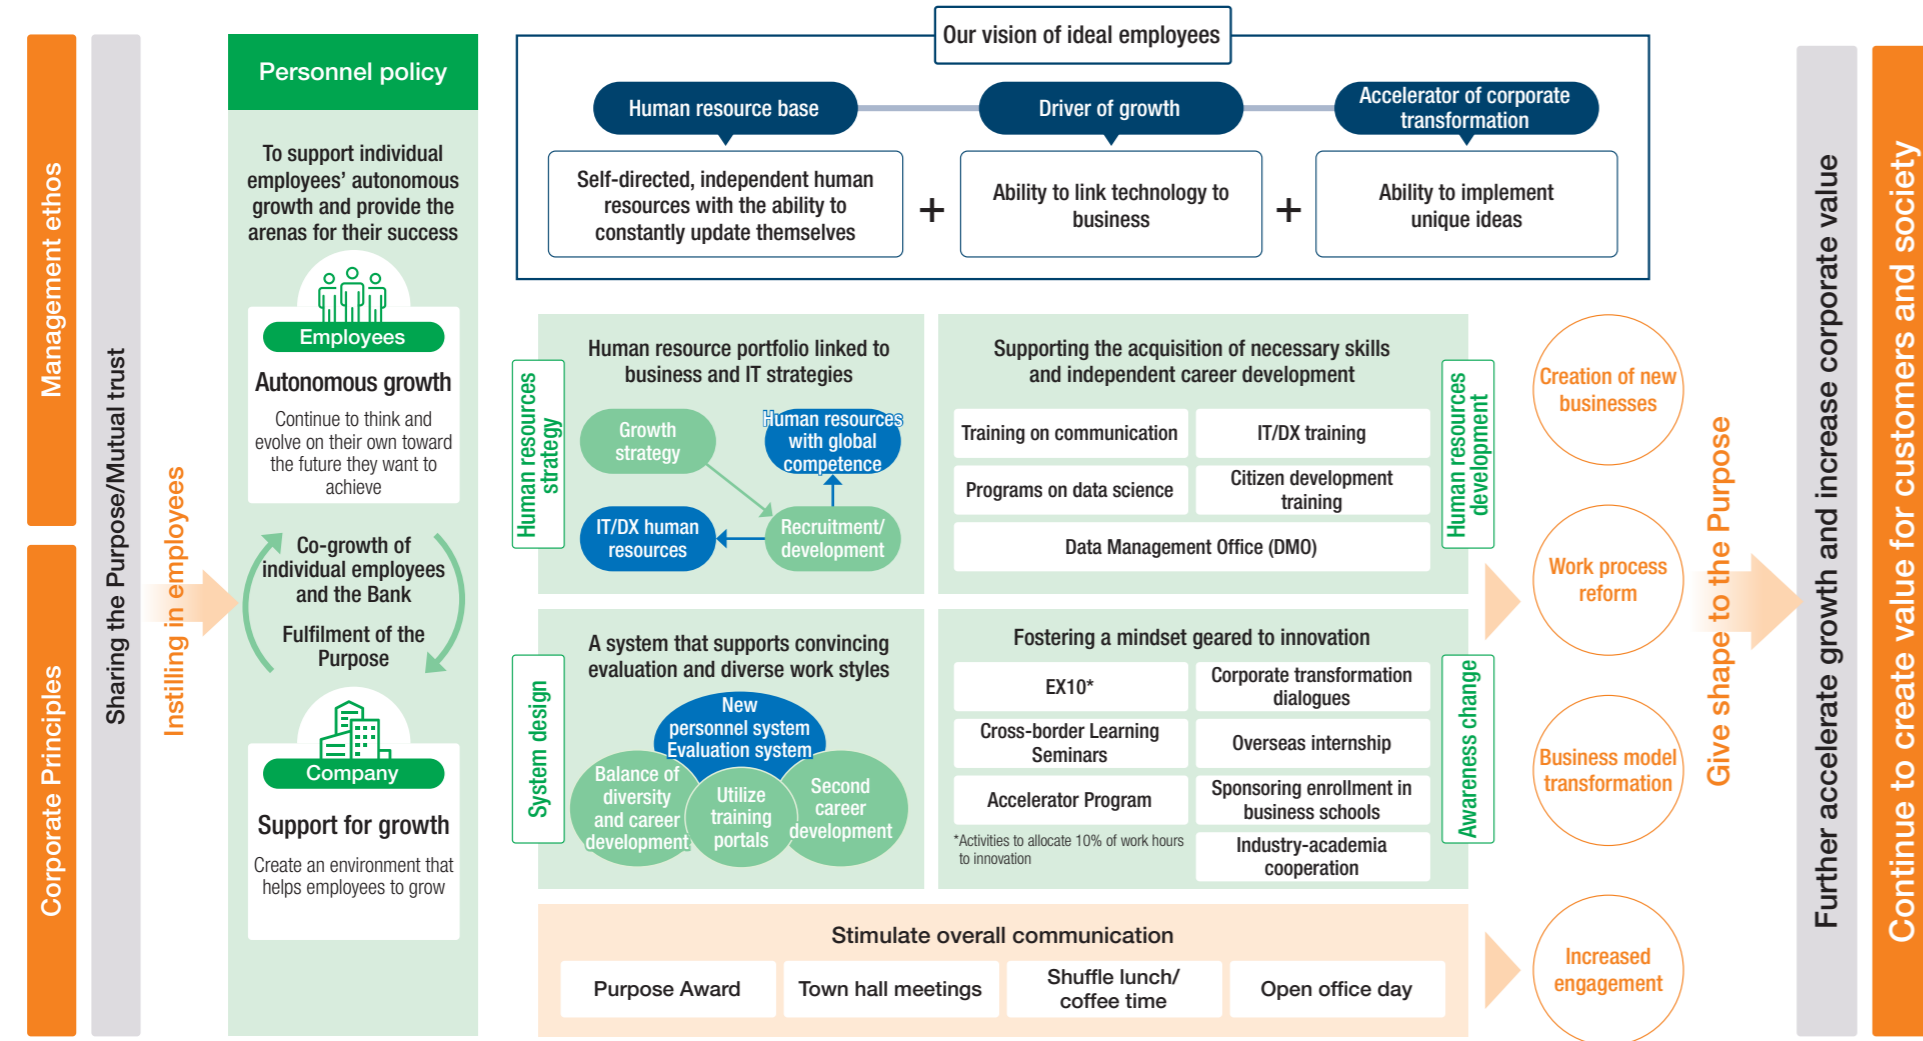 Management ethos
Corporate Principles
Sharing the Purpose/Mutual trust
Instilling in employees
Personnel policy
To support individual
employees’ autonomous
growth and provide the
arenas for their success
Employees
Autonomous growth
Continue to think and
evolve on their own toward
the future they want to
achieve
Co-growth of
individual employees
and the Bank
Fulfilment of the
Purpose
Company
Support for growth
Create an environment that
helps employees to grow
Our vision of ideal employees
Human resource base
Self-directed, independent human
resources with the ability to
constantly update themselves
+
Driver of growth
Ability to link technology to
business
+
Accelerator of corporate
transformation
Ability to implement
unique ideas
Human resources
strategy
Human resource portfolio linked to
business and IT strategies
Growth
strategy
Human resources
with global
competence
IT/DX human
resources
Recruitment/
development
Supporting the acquisition of necessary skills
and independent career development
Training on communication
IT/DX training
Programs on data science
Citizen development
training
Data Management Office (DMO)
Human resources
development
System design
A system that supports convincing
evaluation and diverse work styles
New
personnel system
Evaluation system
Balance of
diversity
and career
development
Utilize
training
portals
Second
career
development
Fostering a mindset geared to innovation
EX10*
Corporate transformation
dialogues
Cross-border Learning
Seminars
Overseas internship
Accelerator Program
Sponsoring enrollment in
business schools
*Activities to allocate 10% of work hours
to innovation
Industry-academia
cooperation
Awareness change
Stimulate overall communication
Purpose Award
Town hall meetings
Shuffle lunch/
coffee time
Open office day
Creation of new
businesses
Work process
reform
Business model
transformation
Increased
engagement
Give shape to the Purpose
Further accelerate growth and increase corporate value
Continue to create value for customers and society